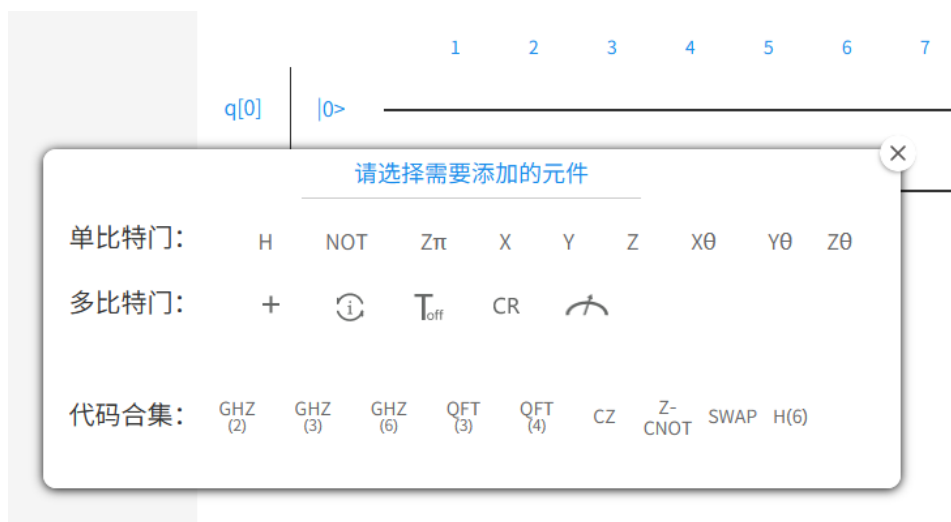 1 2 3 4 5 6 7
q[0] |0>
请选择需要添加的元件
单比特门： H NOT Zπ X Y Z Xθ Yθ Zθ
多比特门： + i Toff CR
代码合集： GHZ (2) GHZ (3) GHZ (6) QFT (3) QFT (4) CZ Z-CNOT SWAP H(6)